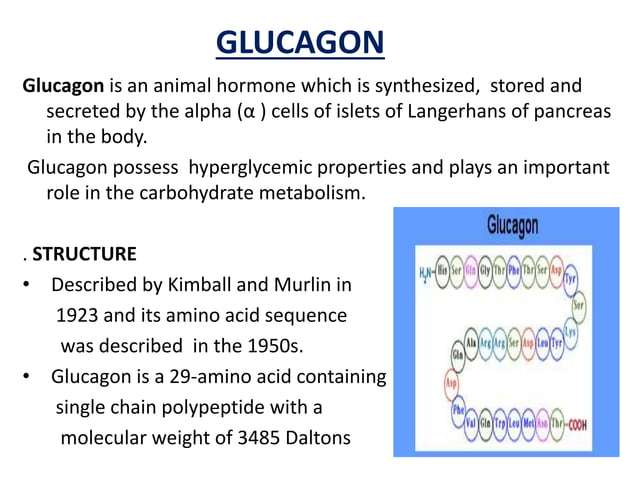 GLUCAGON
Glucagon is an animal hormone which is synthesized, stored and
secreted by the alpha (α ) cells of islets of Langerhans of pancreas
in the body.
Glucagon possess hyperglycemic properties and plays an important
role in the carbohydrate metabolism.
. STRUCTURE
• Described by Kimball and Murlin in
1923 and its amino acid sequence
was described in the 1950s.
• Glucagon is a 29-amino acid containing
single chain polypeptide with a
molecular weight of 3485 Daltons
Glucagon
H₂N-His Ser Gln Gly Thr Phe Thr Ser Asp Tyr
Ser
Lys
Gln Ala Arg Arg Ser Asp Leu Tyr
Asp
Phe
Val Gln Trp Leu Met Asn Thr-COOH